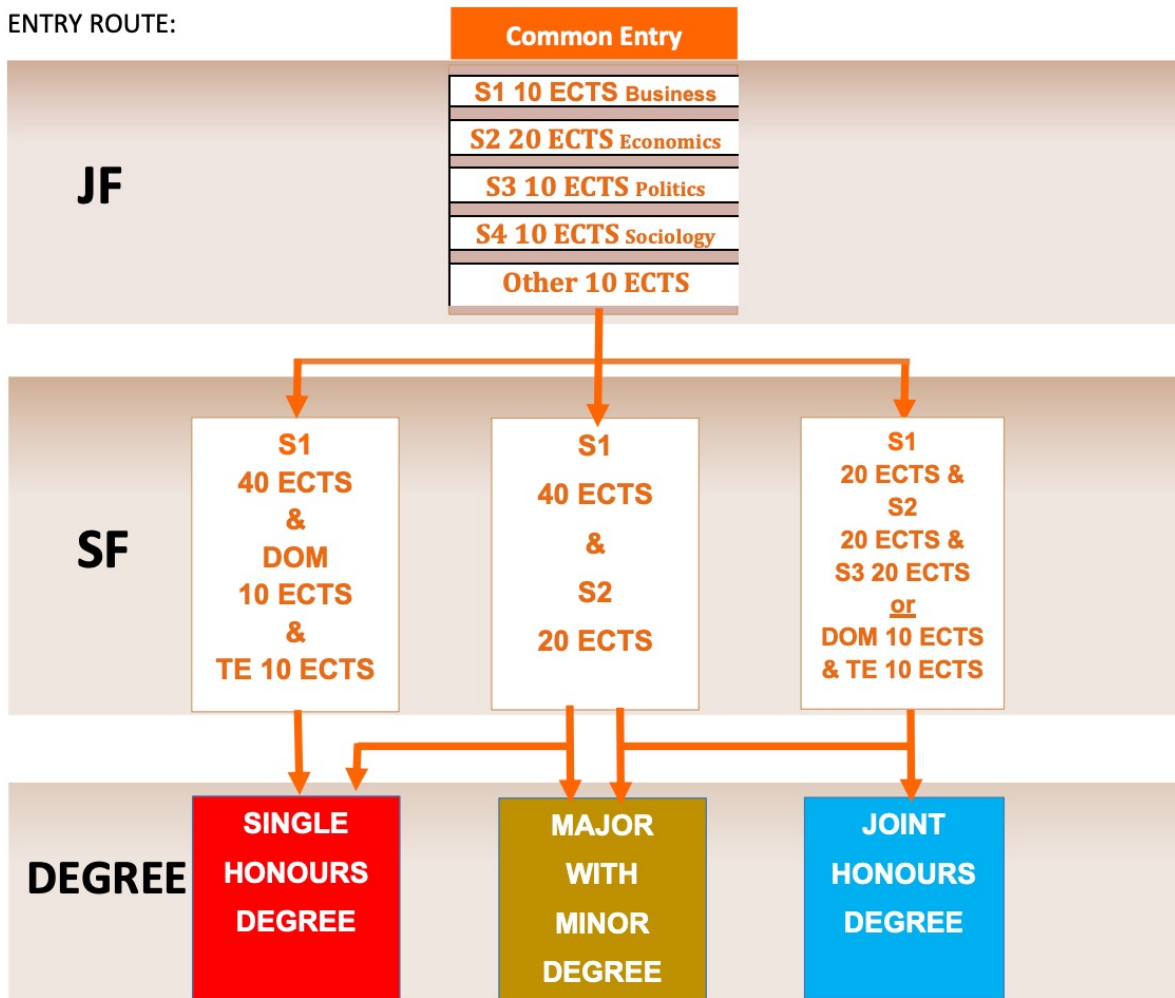 ENTRY ROUTE:
Common Entry
JF
S1 10 ECTS Business
S2 20 ECTS Economics
S3 10 ECTS Politics
S4 10 ECTS Sociology
Other 10 ECTS
SF
S1
40 ECTS
&
DOM
10 ECTS
&
TE 10 ECTS
S1
40 ECTS
&
S2
20 ECTS
S1
20 ECTS &
S2
20 ECTS &
S3 20 ECTS
or
DOM 10 ECTS
& TE 10 ECTS
DEGREE
SINGLE
HONOURS
DEGREE
MAJOR
WITH
MINOR
DEGREE
JOINT
HONOURS
DEGREE